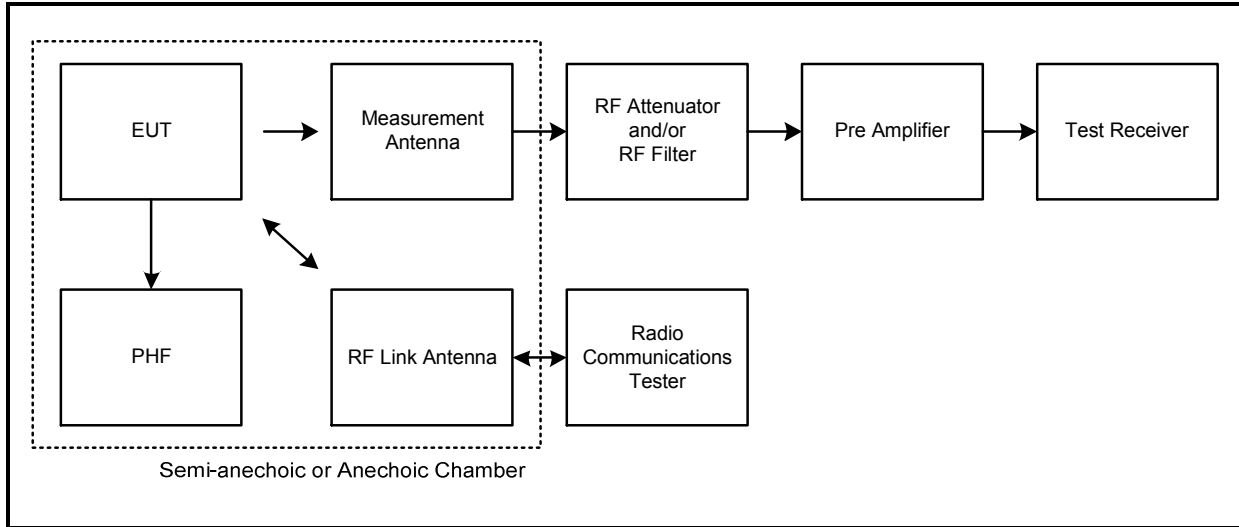 EUT
Measurement
Antenna
RF Attenuator
and/or
RF Filter
Pre Amplifier
Test Receiver
PHF
RF Link Antenna
Radio
Communications
Tester
Semi-anechoic or Anechoic Chamber